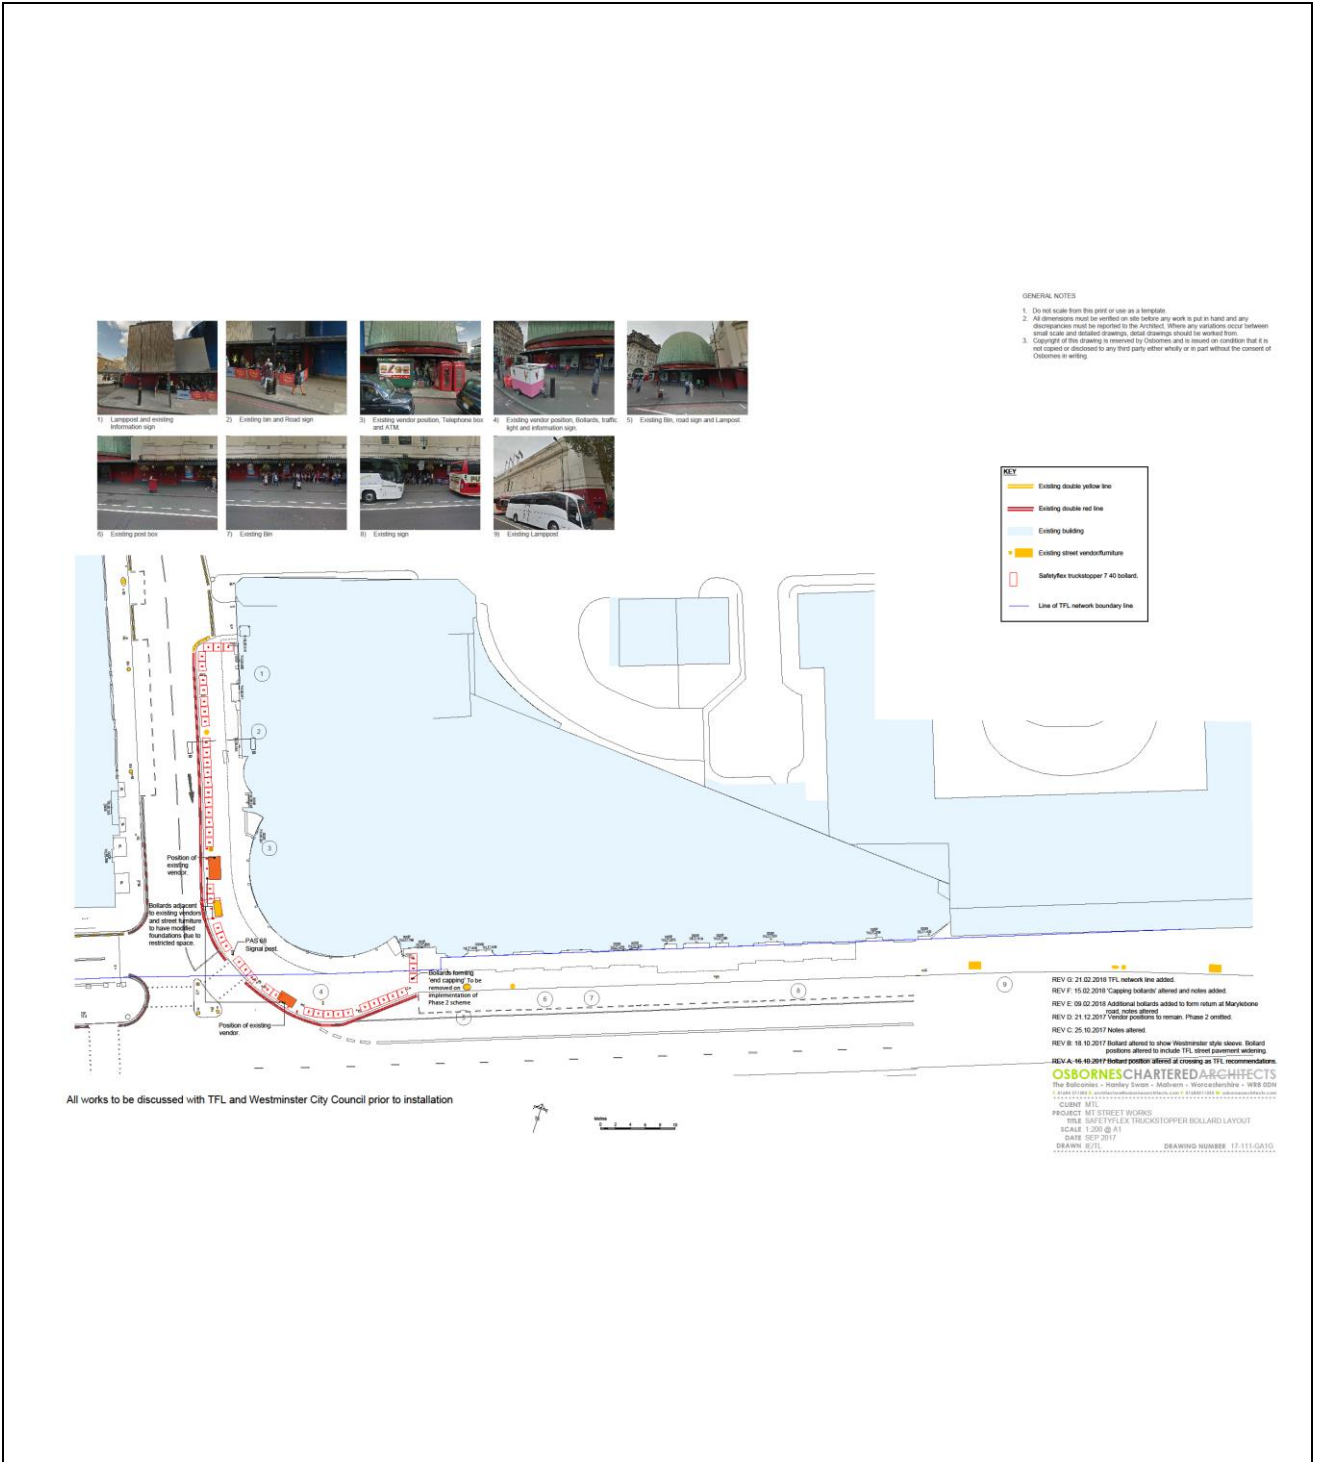 GENERAL NOTES
1. Do not scale from this print or use as a template.
2. All dimensions must be verified on site before any work is put in hand and any
discrepancies must be reported to the Architect. Where any variations occur between
small scale and detailed drawings, detail drawings should be worked from.
3. Copyright of this drawing is reserved by Osbornes and is issued on condition that it is
not copied or disclosed to any third party either wholly or in part without the consent of
Osbornes in writing.
1) Lamppost and existing
Information sign
2) Existing bin and Road sign
3) Existing vendor position, Telephone box
and ATM.
4) Existing vendor position, Bollards, traffic
light and information sign.
5) Existing Bin, road sign and Lampost.
6) Existing post box
7) Existing Bin
8) Existing sign
9) Existing Lamppost
KEY
Existing double yellow line
Existing double red line
Existing building
Existing street vendor/furniture
Safetyflex truckstopper 7 40 bollard.
Line of TFL network boundary line
1
2
3
Position of
existing
vendor.
Bollards adjacent
to existing vendors
and street furniture
to have modified
foundations due to
restricted space.
PAS 68
Signal post.
Bollards forming
'end capping' To be
removed on
implementation of
Phase 2 scheme
4
5
6
7
8
9
Position of existing
vendor.
REV G: 21.02.2018 TFL network line added.
REV F: 15.02.2018 'Capping bollards' altered and notes added.
REV E: 09.02.2018 Additional bollards added to form return at Marylebone
road, notes altered
REV D: 21.12.2017 Vendor positions to remain. Phase 2 omitted.
REV C: 25.10.2017 Notes altered.
REV B: 18.10.2017 Bollard altered to show Westminster style sleeve. Bollard
positions altered to include TFL street pavement widening.
REV A: 16.10.2017 Bollard position altered at crossing as TFL recommendations.
OSBORNESCHARTEREDARCHITECTS
The Balconies - Hanley Swan - Malvern - Worcestershire - WR8 0DN
CLIENT MTL
PROJECT MT STREET WORKS
TITLE SAFETYFLEX TRUCKSTOPPER BOLLARD LAYOUT
SCALE 1:200 @ A1
DATE SEP 2017
DRAWN IE/TL DRAWING NUMBER 17-111-GA1G
All works to be discussed with TFL and Westminster City Council prior to installation